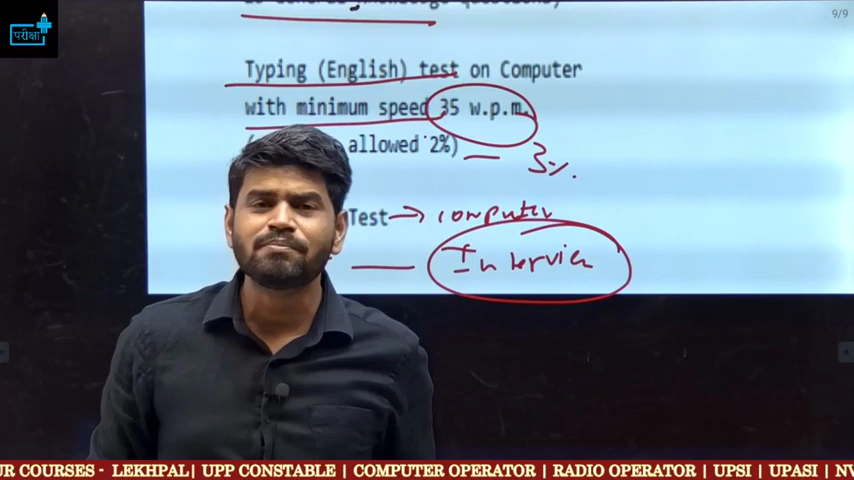 परीक्षा
9/9
Typing (English) test on Computer
with minimum speed 35 w.p.m.
allowed 2%)
3%.
Test → computer
Interview
UR COURSES - LEKHPAL| UPP CONSTABLE | COMPUTER OPERATOR | RADIO OPERATOR | UPSI | UPASI | NV